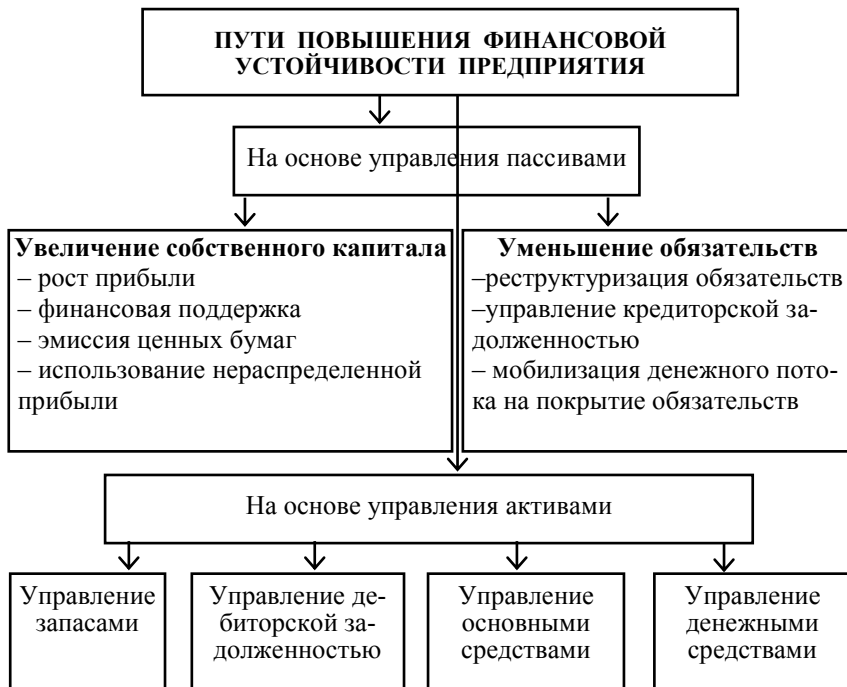 ПУТИ ПОВЫШЕНИЯ ФИНАНСОВОЙ
УСТОЙЧИВОСТИ ПРЕДПРИЯТИЯ
На основе управления пассивами
Увеличение собственного капитала
– рост прибыли
– финансовая поддержка
– эмиссия ценных бумаг
– использование нераспределенной
прибыли
Уменьшение обязательств
–реструктуризация обязательств
–управление кредиторской за-
долженностью
– мобилизация денежного пото-
ка на покрытие обязательств
На основе управления активами
Управление
запасами
Управление де-
биторской за-
долженностью
Управление
основными
средствами
Управление
денежными
средствами